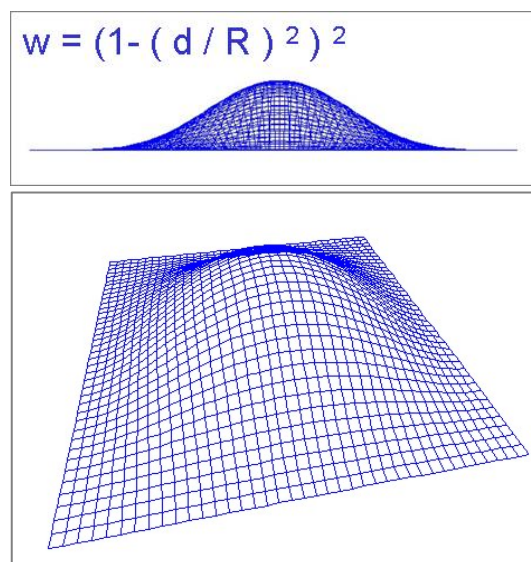 w = (1- ( d / R ) ² ) ²